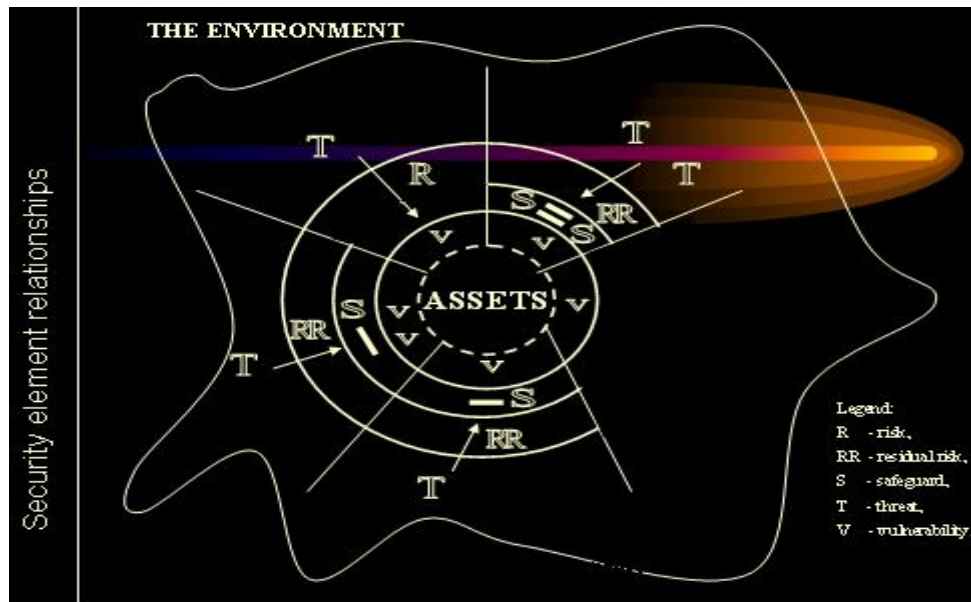 Security element relationships
THE ENVIRONMENT
T
T
T
R
S
RR
S
V
V
ASSETS
V
V
V
V
S
RR
T
S
RR
T
Legend:
R - risk,
RR - residual risk,
S - safeguard,
T - threat,
V - vulnerability